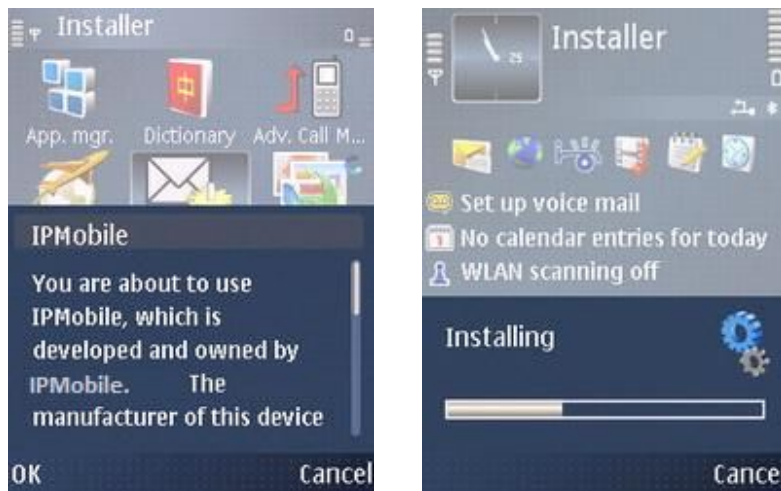 Installer
App. mgr.
Dictionary
Adv. Call M...
IPMobile
You are about to use
IPMobile, which is
developed and owned by
IPMobile. The
manufacturer of this device
OK
Cancel
Installer
25
Set up voice mail
1
No calendar entries for today
WLAN scanning off
Installing
Cance